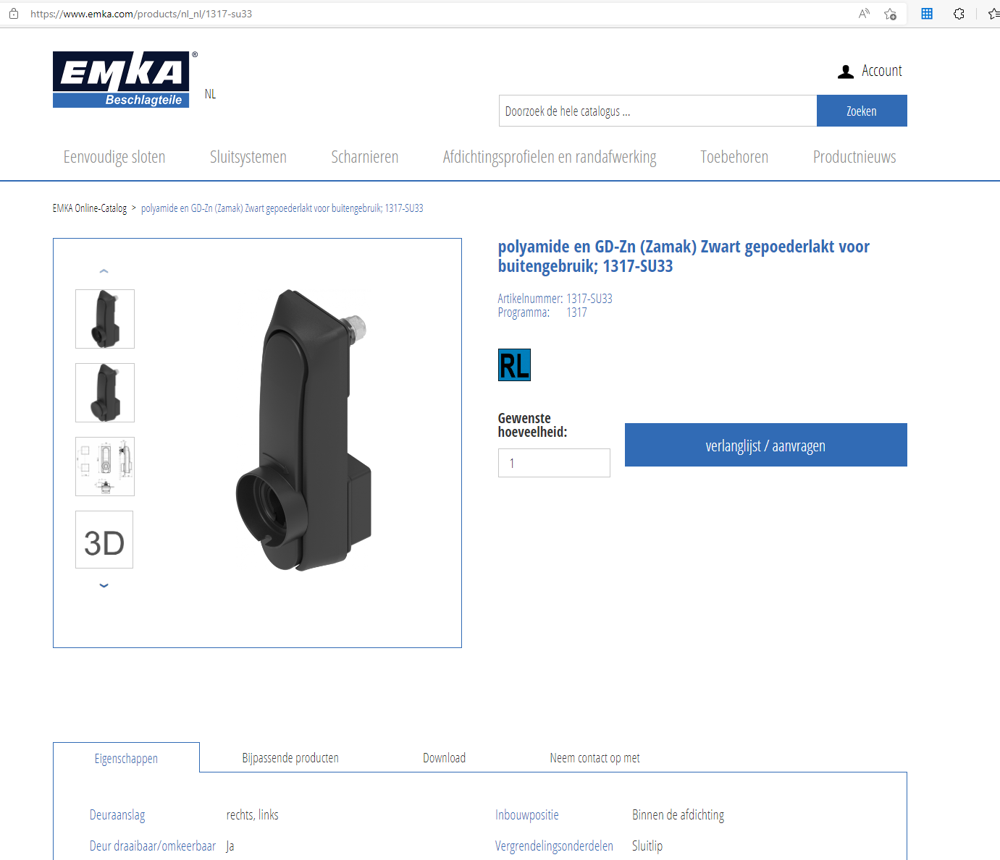 https://www.emka.com/products/nl_nl/1317-su33
EMKA ®
Beschlagteile
NL
Account
Doorzoek de hele catalogus ...
Zoeken
Eenvoudige sloten Sluitsystemen Scharnieren Afdichtingsprofielen en randafwerking Toebehoren Productnieuws
EMKA Online-Catalog > polyamide en GD-Zn (Zamak) Zwart gepoederlakt voor buitengebruik; 1317-SU33
polyamide en GD-Zn (Zamak) Zwart gepoederlakt voor
buitengebruik; 1317-SU33
Artikelnummer: 1317-SU33
Programma: 1317
RL
Gewenste
hoeveelheid:
1
verlanglijst / aanvragen
3D
Eigenschappen Bijpassende producten Download Neem contact op met
Deuraanslag rechts, links Inbouwpositie Binnen de afdichting
Deur draaibaar/omkeerbaar Ja Vergrendelingsonderdelen Sluitlip